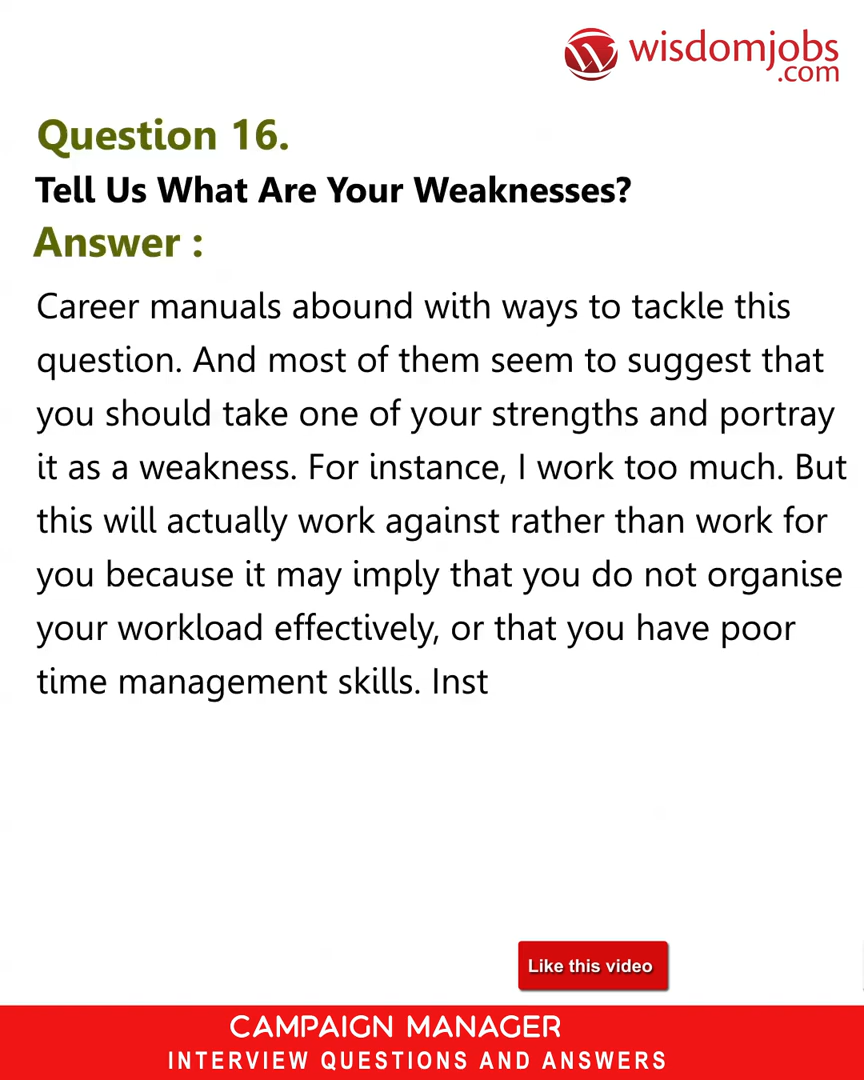 wisdomjobs
.com
Question 16.
Tell Us What Are Your Weaknesses?
Answer :
Career manuals abound with ways to tackle this
question. And most of them seem to suggest that
you should take one of your strengths and portray
it as a weakness. For instance, I work too much. But
this will actually work against rather than work for
you because it may imply that you do not organise
your workload effectively, or that you have poor
time management skills. Inst
Like this video
CAMPAIGN MANAGER
INTERVIEW QUESTIONS AND ANSWERS